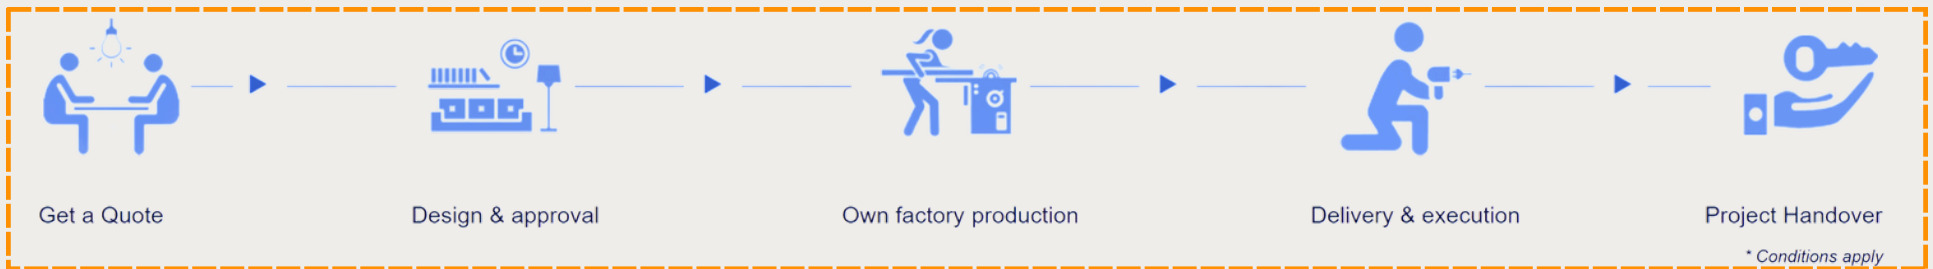 Get a Quote
Design & approval
Own factory production
Delivery & execution
Project Handover
* Conditions apply